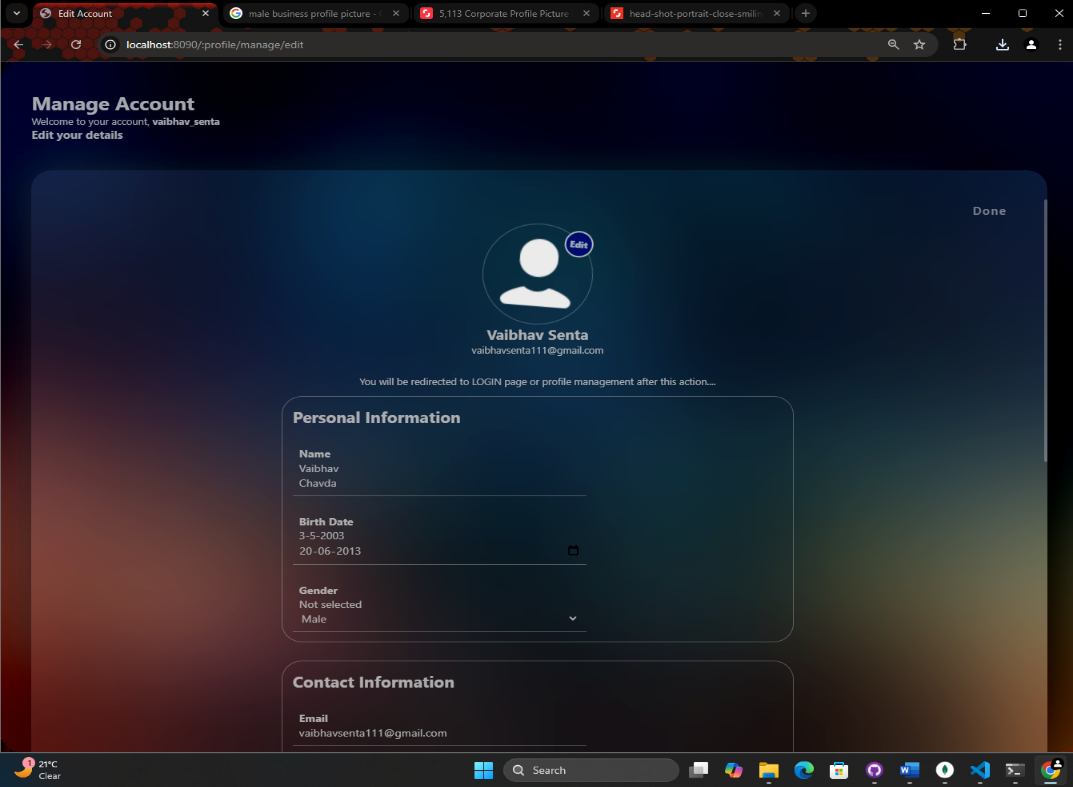 Edit Account
male business profile picture -
5,113 Corporate Profile Picture
head-shot-portrait-close-smilin
localhost:8090/:profile/manage/edit
Manage Account
Welcome to your account, vaibhav_senta
Edit your details
Done
Edit
Vaibhav Senta
vaibhavsenta111@gmail.com
You will be redirected to LOGIN page or profile management after this action....
Personal Information
Name
Vaibhav
Chavda
Birth Date
3-5-2003
20-06-2013
Gender
Not selected
Male
Contact Information
Email
vaibhavsenta111@gmail.com
1
21°C
Clear
Search